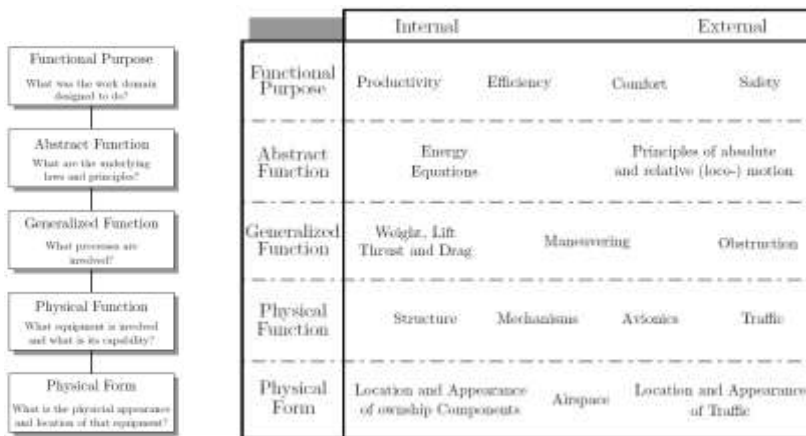 Functional Purpose
What was the work domain
designed to do?
Abstract Function
What are the underlying
laws and principles?
Generalized Function
What processes are
involved?
Physical Function
What equipment is involved
and what is its capability?
Physical Form
What is the physcial appearance
and location of that equipment?
Internal External
Functional
Purpose
Productivity Efficiency Comfort Safety
Abstract
Function
Energy
Equations
Principles of absolute
and relative (loco-) motion
Generalized
Function
Weight, Lift
Thrust and Drag
Maneuvering Obstruction
Physical
Function
Structure Mechanisms Avionics Traffic
Physical
Form
Location and Appearance
of ownship Components
Airspace
Location and Appearance
of Traffic